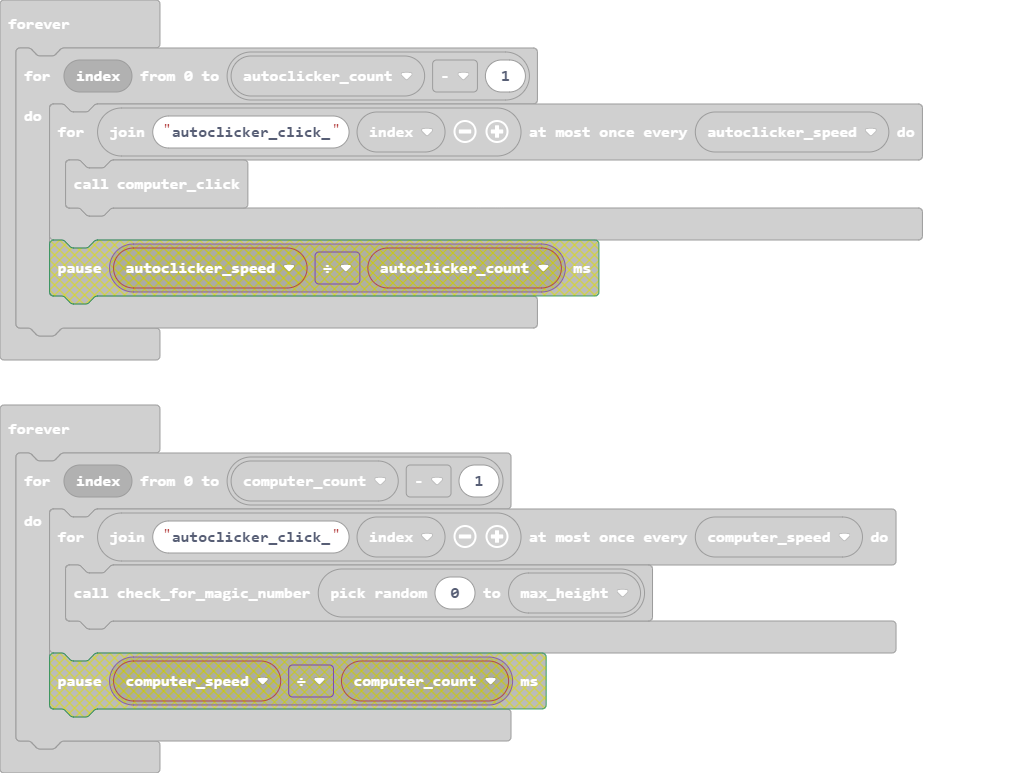 forever
for index from 0 to autoclicker_count - 1
do
for join "autoclicker_click_" index at most once every autoclicker_speed do
call computer_click
pause autoclicker_speed ÷ autoclicker_count ms
forever
for index from 0 to computer_count - 1
do
for join "autoclicker_click_" index at most once every computer_speed do
call check_for_magic_number pick random 0 to max_height
pause computer_speed ÷ computer_count ms